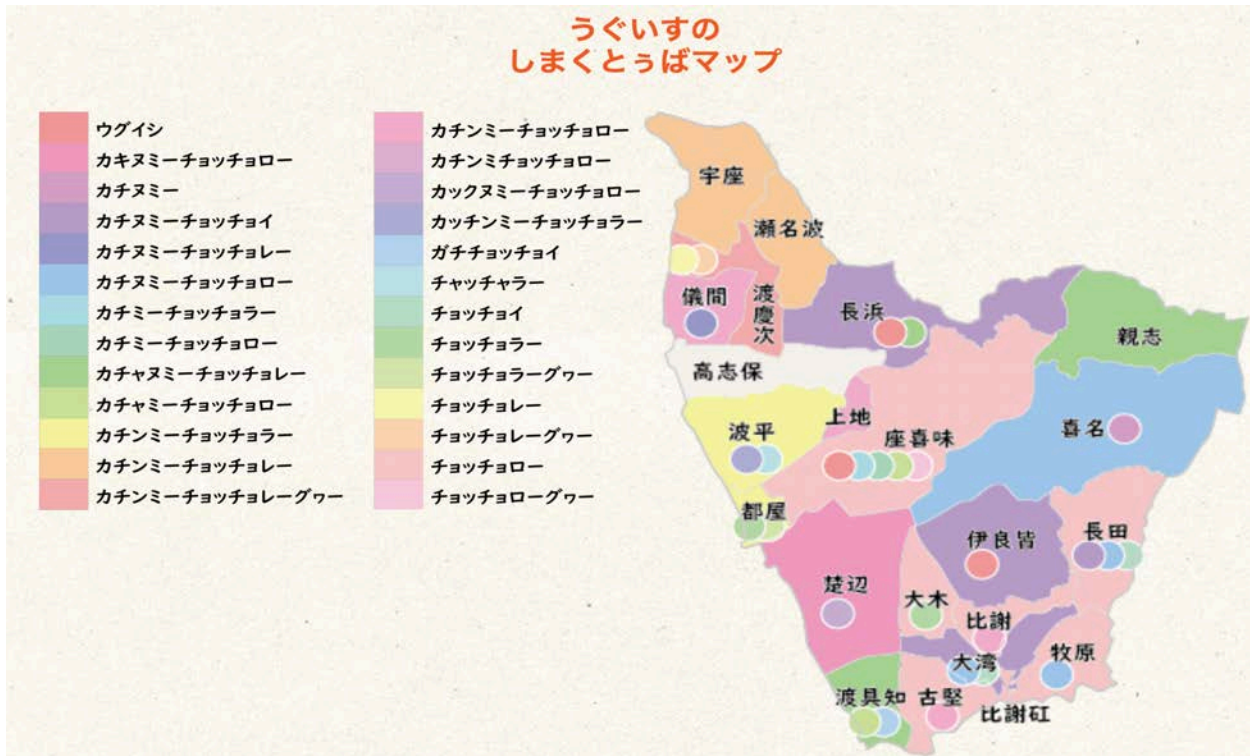 うぐいすの
しまくとぅばマップ
ウグイシ
カキヌミーチョッチョロー
カチヌミー
カチヌミーチョッチョイ
カチヌミーチョッチョレー
カチヌミーチョッチョロー
カチミーチョッチョラー
カチミーチョッチョロー
カチャヌミーチョッチョレー
カチャミーチョッチョロー
カチンミーチョッチョラー
カチンミーチョッチョレー
カチンミーチョッチョレーグヮー
カチンミーチョッチョロー
カチンミチョッチョロー
カックヌミーチョッチョロー
カッチンミーチョッチョラー
ガチチョッチョイ
チャッチャラー
チョッチョイ
チョッチョラー
チョッチョラーグヮー
チョッチョレー
チョッチョレーグヮー
チョッチョロー
チョッチョローグヮー
宇座
瀬名波
儀間
渡慶次
長浜
親志
高志保
上地
波平
座喜味
喜名
都屋
伊良皆
長田
楚辺
大木
比謝
大湾
牧原
渡具知
古堅
比謝矼